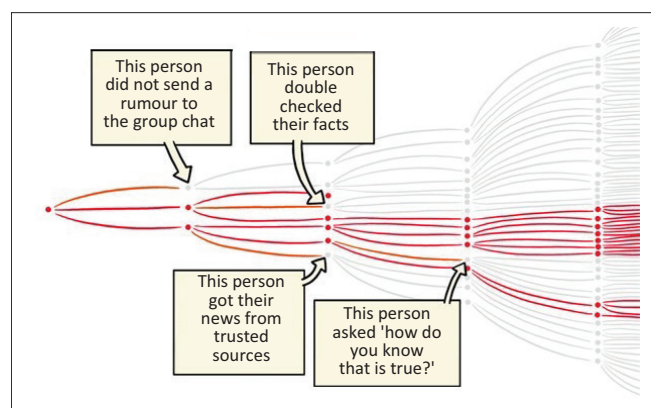 This person
did not send a
rumour to
the group chat
This person
double
checked
their facts
This person
got their
news from
trusted
sources
This person
asked 'how do
you know
that is true?'